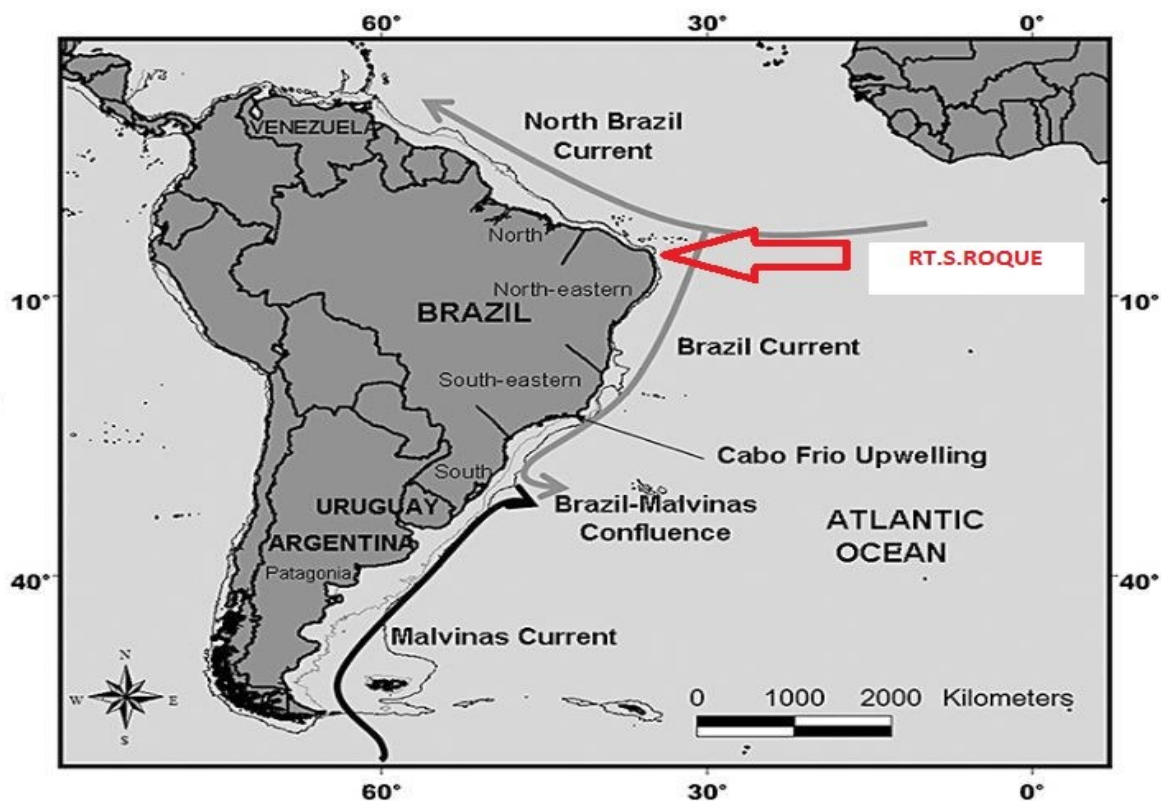 60°
30°
0°
North Brazil
Current
VENEZUELA
North
RT.S.ROQUE
North-eastern
10°
10°
BRAZIL
Brazil Current
South-eastern
Cabo Frio Upwelling
South
URUGUAY
Brazil-Malvinas
Confluence
ATLANTIC
OCEAN
ARGENTINA
Patagonia
40°
40°
Malvinas Current
N
W
E
S
0
1000
2000
Kilometers
60°
30°
0°